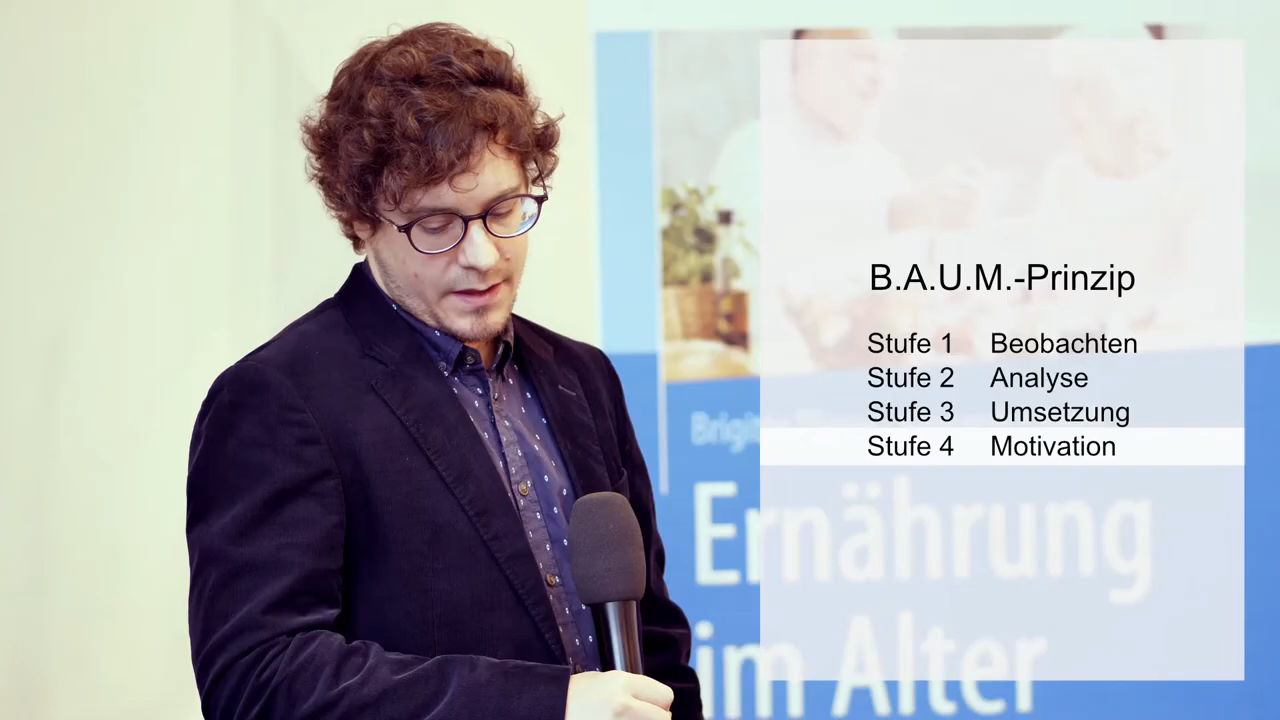 B.A.U.M.-Prinzip
Stufe 1 Beobachten
Stufe 2 Analyse
Stufe 3 Umsetzung
Stufe 4 Motivation
Ernährung
im Alter